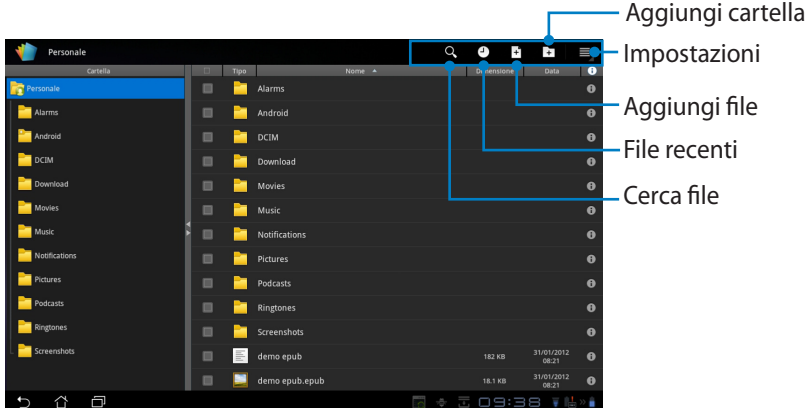 Aggiungi cartella
Personale
Impostazioni
Cartella
Tipo
Nome
Dimensione
Data
Personale
Alarms
Aggiungi file
Alarms
Android
Android
DCIM
DCIM
File recenti
Download
Download
Movies
Movies
Cerca file
Music
Music
Notifications
Notifications
Pictures
Pictures
Podcasts
Podcasts
Ringtones
Ringtones
Screenshots
Screenshots
demo epub
182 KB
31/01/2012
08:21
demo epub.epub
18.1 KB
31/01/2012
08:21
09:38